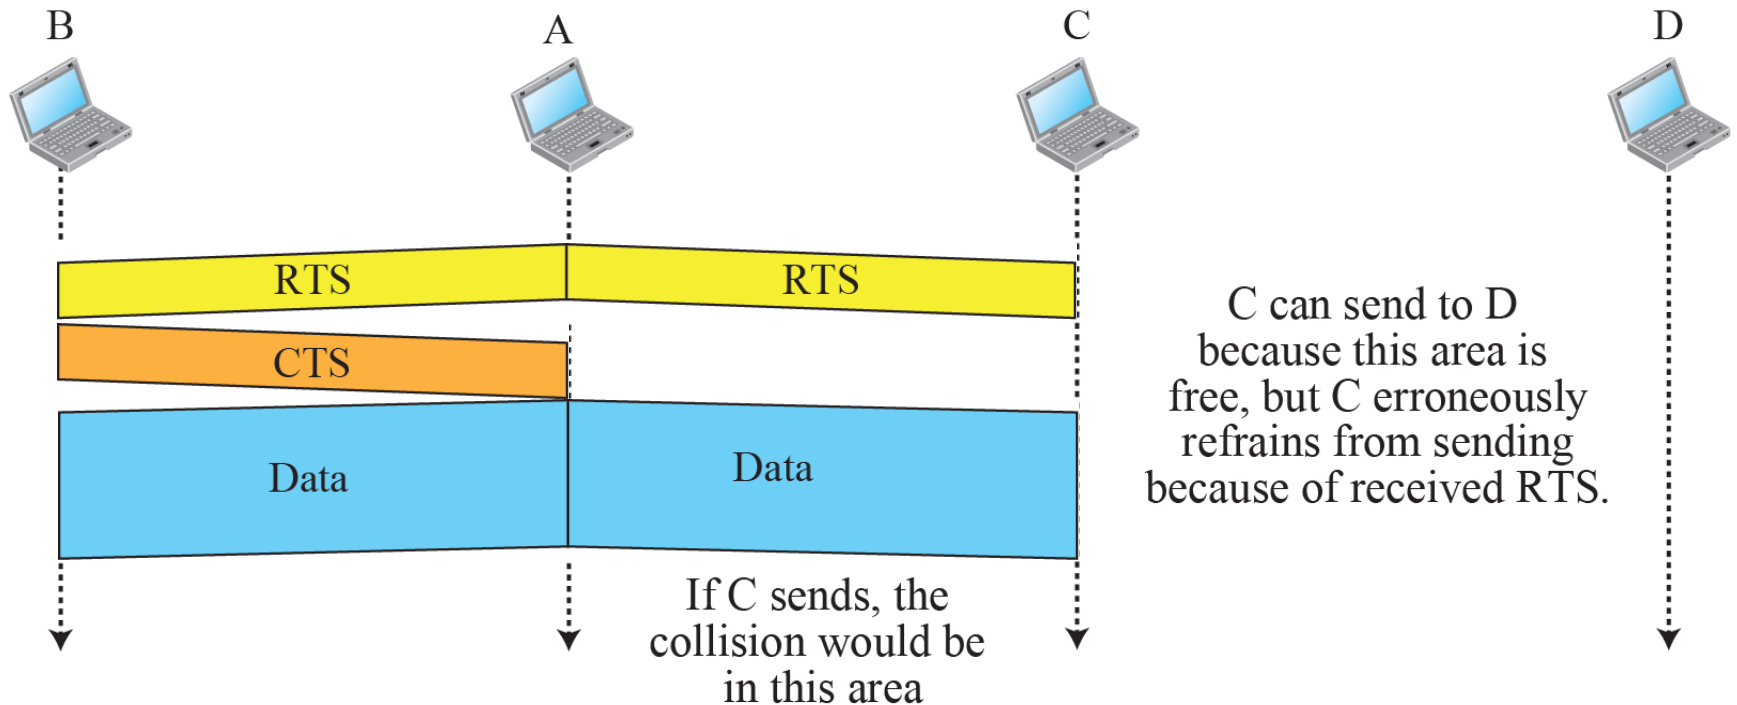 B
A
C
D
RTS
RTS
CTS
Data
Data
C can send to D
because this area is
free, but C erroneously
refrains from sending
because of received RTS.
If C sends, the
collision would be
in this area